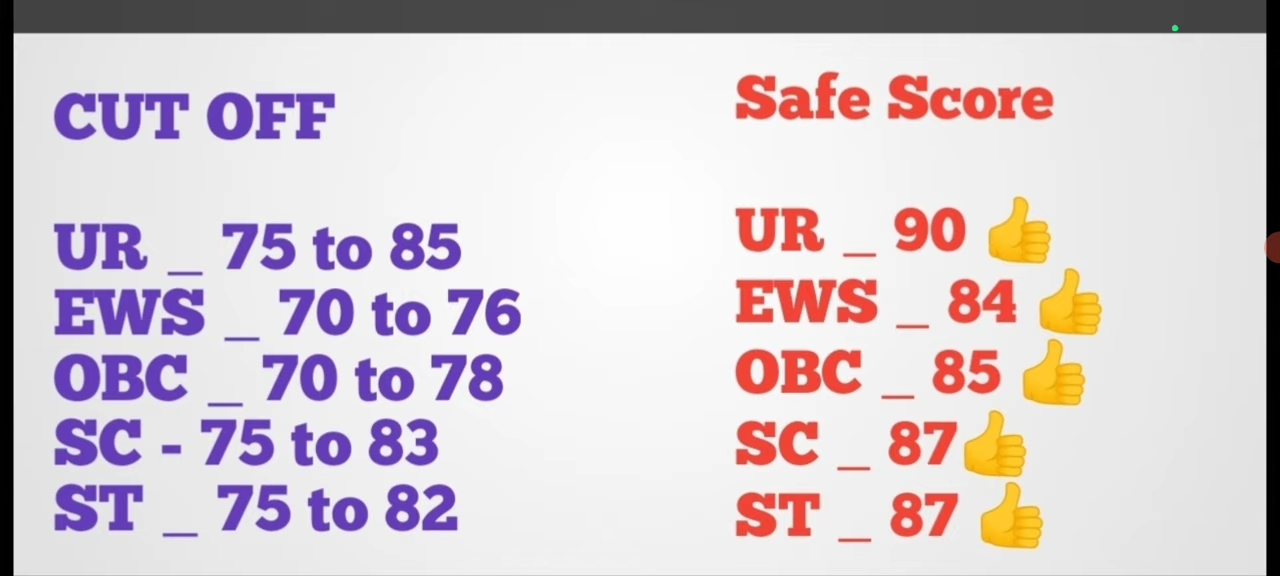 CUT OFF
UR _ 75 to 85
EWS _ 70 to 76
OBC _ 70 to 78
SC - 75 to 83
ST _ 75 to 82
Safe Score
UR _ 90 👍
EWS _ 84 👍
OBC _ 85 👍
SC _ 87👍
ST _ 87 👍